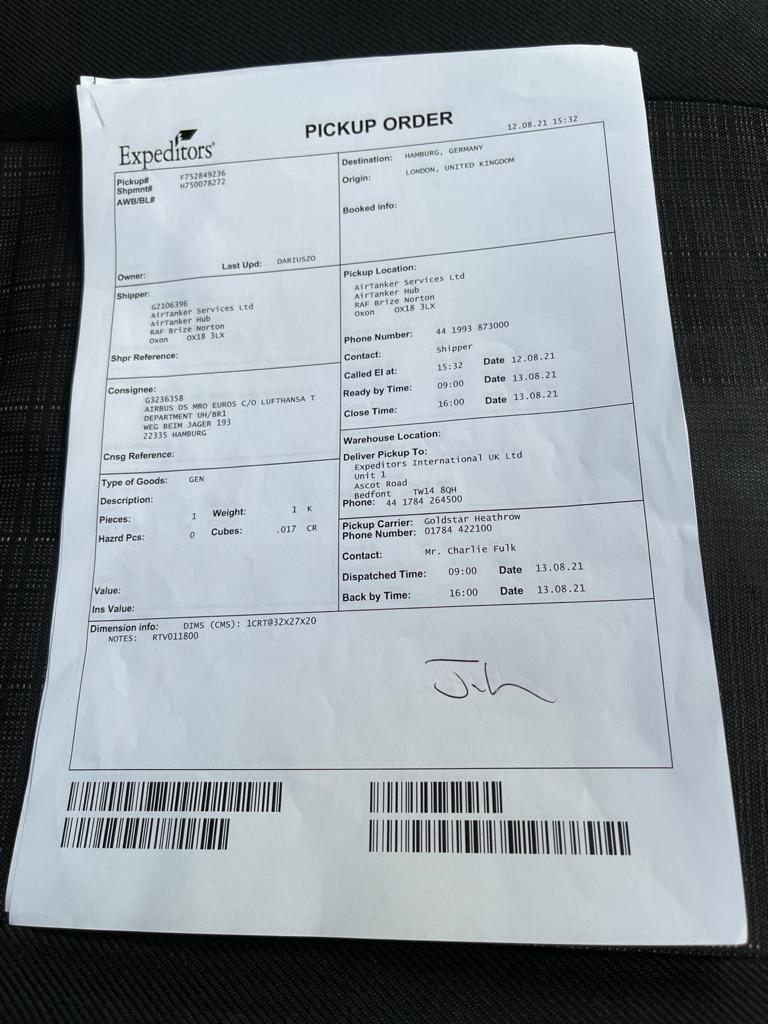 PICKUP ORDER
12.08.21 15:32
Expeditors®
Pickup# F752849236
Shpmnt# H750078272
AWB/BL#
Owner:
Last Upd: DARIUSZO
Destination: HAMBURG, GERMANY
Origin: LONDON, UNITED KINGDOM
Booked info:
Shipper:
G2106396
AirTanker Services Ltd
AirTanker Hub
RAF Brize Norton
Oxon OX18 3LX
Shpr Reference:
Pickup Location:
AirTanker Services Ltd
AirTanker Hub
RAF Brize Norton
Oxon OX18 3LX
Phone Number: 44 1993 873000
Contact: Shipper
Called EI at: 15:32 Date 12.08.21
Ready by Time: 09:00 Date 13.08.21
Close Time: 16:00 Date 13.08.21
Consignee:
G3236358
AIRBUS DS MRO EUROS C/O LUFTHANSA T
DEPARTMENT UH/BR1
WEG BEIM JAGER 193
22335 HAMBURG
Cnsg Reference:
Warehouse Location:
Deliver Pickup To:
Expeditors International UK Ltd
Unit 1
Ascot Road
Bedfont TW14 8QH
Phone: 44 1784 264500
Type of Goods: GEN
Description:
Pieces: 1 Weight: 1 K
Hazrd Pcs: 0 Cubes: .017 CR
Value:
Ins Value:
Pickup Carrier: Goldstar Heathrow
Phone Number: 01784 422100
Contact: Mr. Charlie Fulk
Dispatched Time: 09:00 Date 13.08.21
Back by Time: 16:00 Date 13.08.21
Dimension info: DIMS (CMS): 1CRT@32X27X20
NOTES: RTV011800